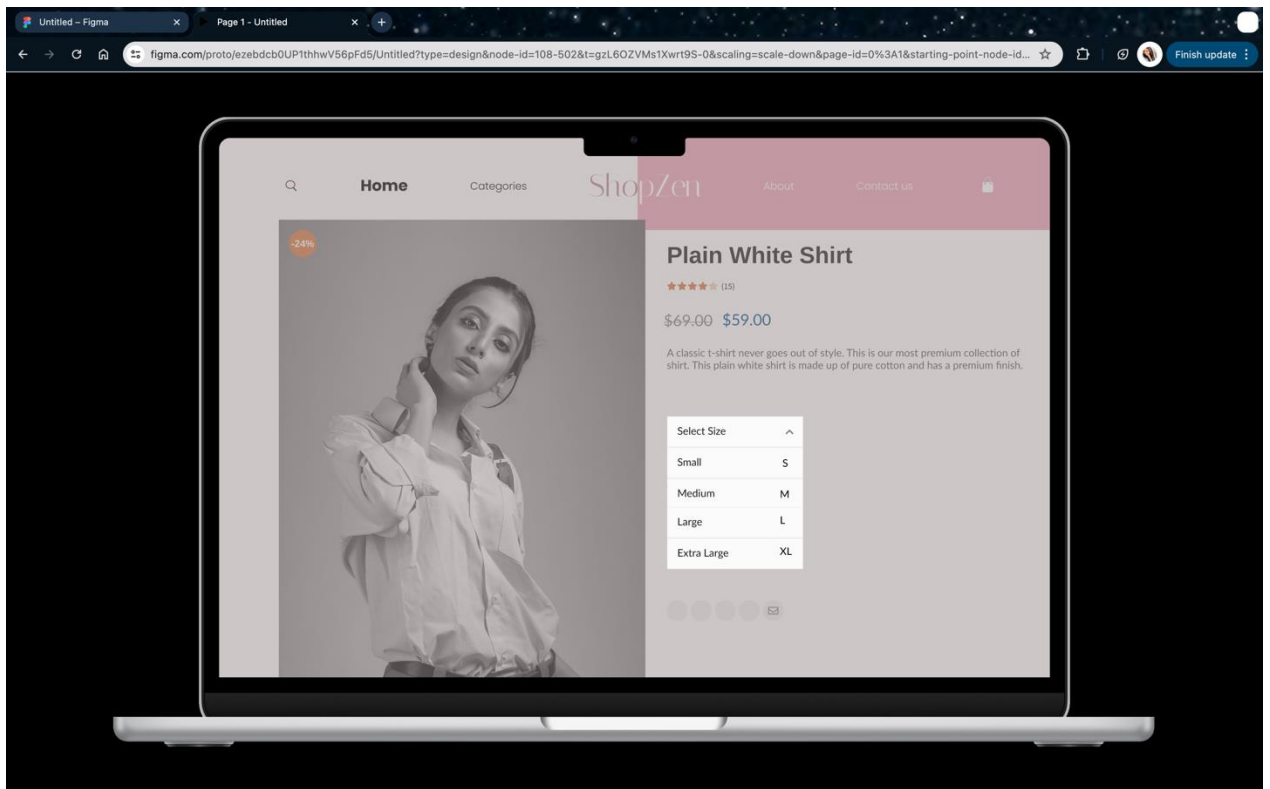 Untitled – Figma
Page 1 - Untitled
figma.com/proto/ezebdcb0UP1thhwV56pFd5/Untitled?type=design&node-id=108-502&t=gzL6OZVMs1Xwrt9S-0&scaling=scale-down&page-id=0%3A1&starting-point-node-id...
Finish update
Home
Categories
ShopZen
About
Contact us
-24%
Plain White Shirt
(15)
$69.00 $59.00
A classic t-shirt never goes out of style. This is our most premium collection of
shirt. This plain white shirt is made up of pure cotton and has a premium finish.
Select Size
Small S
Medium M
Large L
Extra Large XL